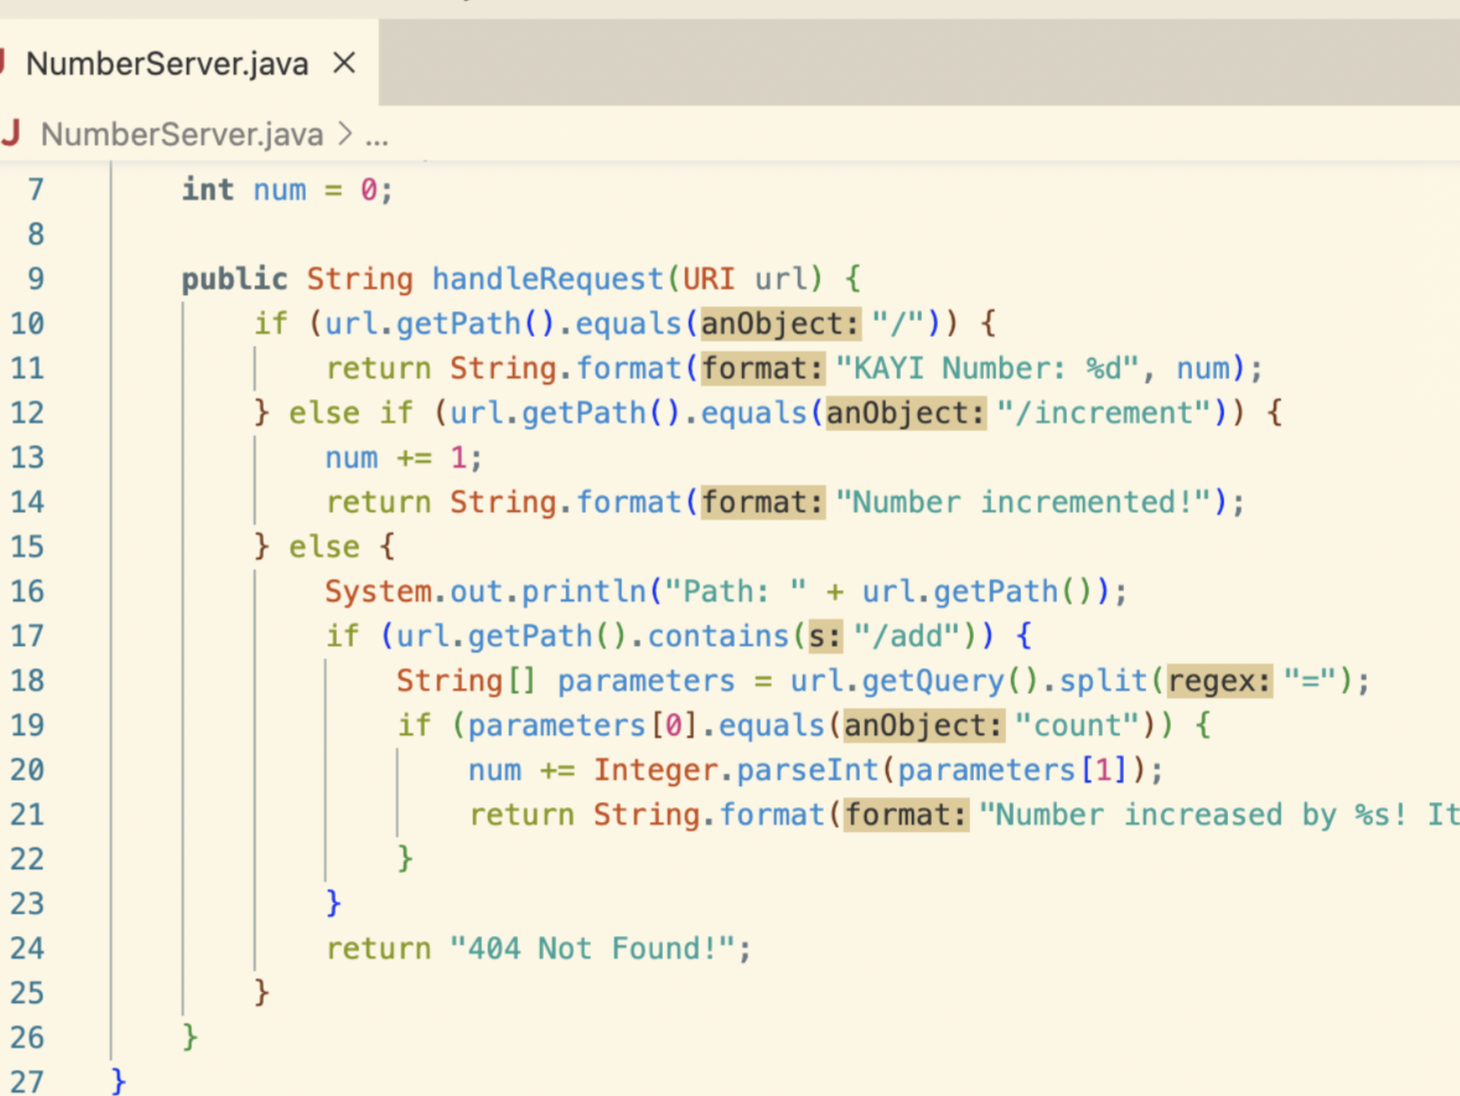 NumberServer.java ×
J NumberServer.java > ...
7 int num = 0;
8
9 public String handleRequest(URI url) {
10 if (url.getPath().equals(anObject: "/")) {
11 return String.format(format: "KAYI Number: %d", num);
12 } else if (url.getPath().equals(anObject: "/increment")) {
13 num += 1;
14 return String.format(format: "Number incremented!");
15 } else {
16 System.out.println("Path: " + url.getPath());
17 if (url.getPath().contains(s: "/add")) {
18 String[] parameters = url.getQuery().split(regex: "=");
19 if (parameters[0].equals(anObject: "count")) {
20 num += Integer.parseInt(parameters[1]);
21 return String.format(format: "Number increased by %s! It
22 }
23 }
24 return "404 Not Found!";
25 }
26 }
27 }